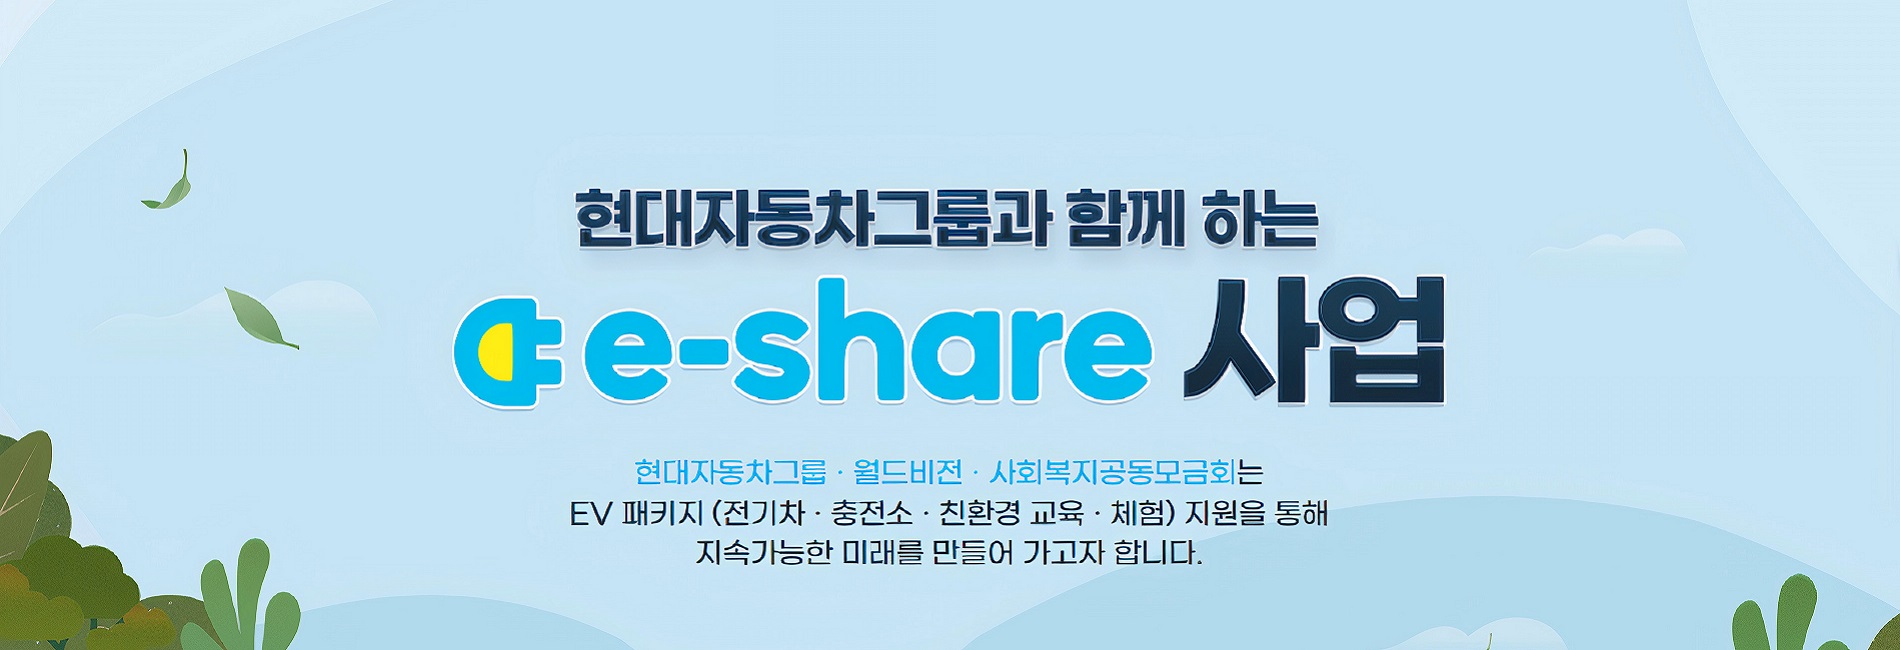 현대자동차그룹과 함께 하는
e-share 사업
현대자동차그룹 · 월드비전 · 사회복지공동모금회는
EV 패키지 (전기차 · 충전소 · 친환경 교육 · 체험) 지원을 통해
지속가능한 미래를 만들어 가고자 합니다.